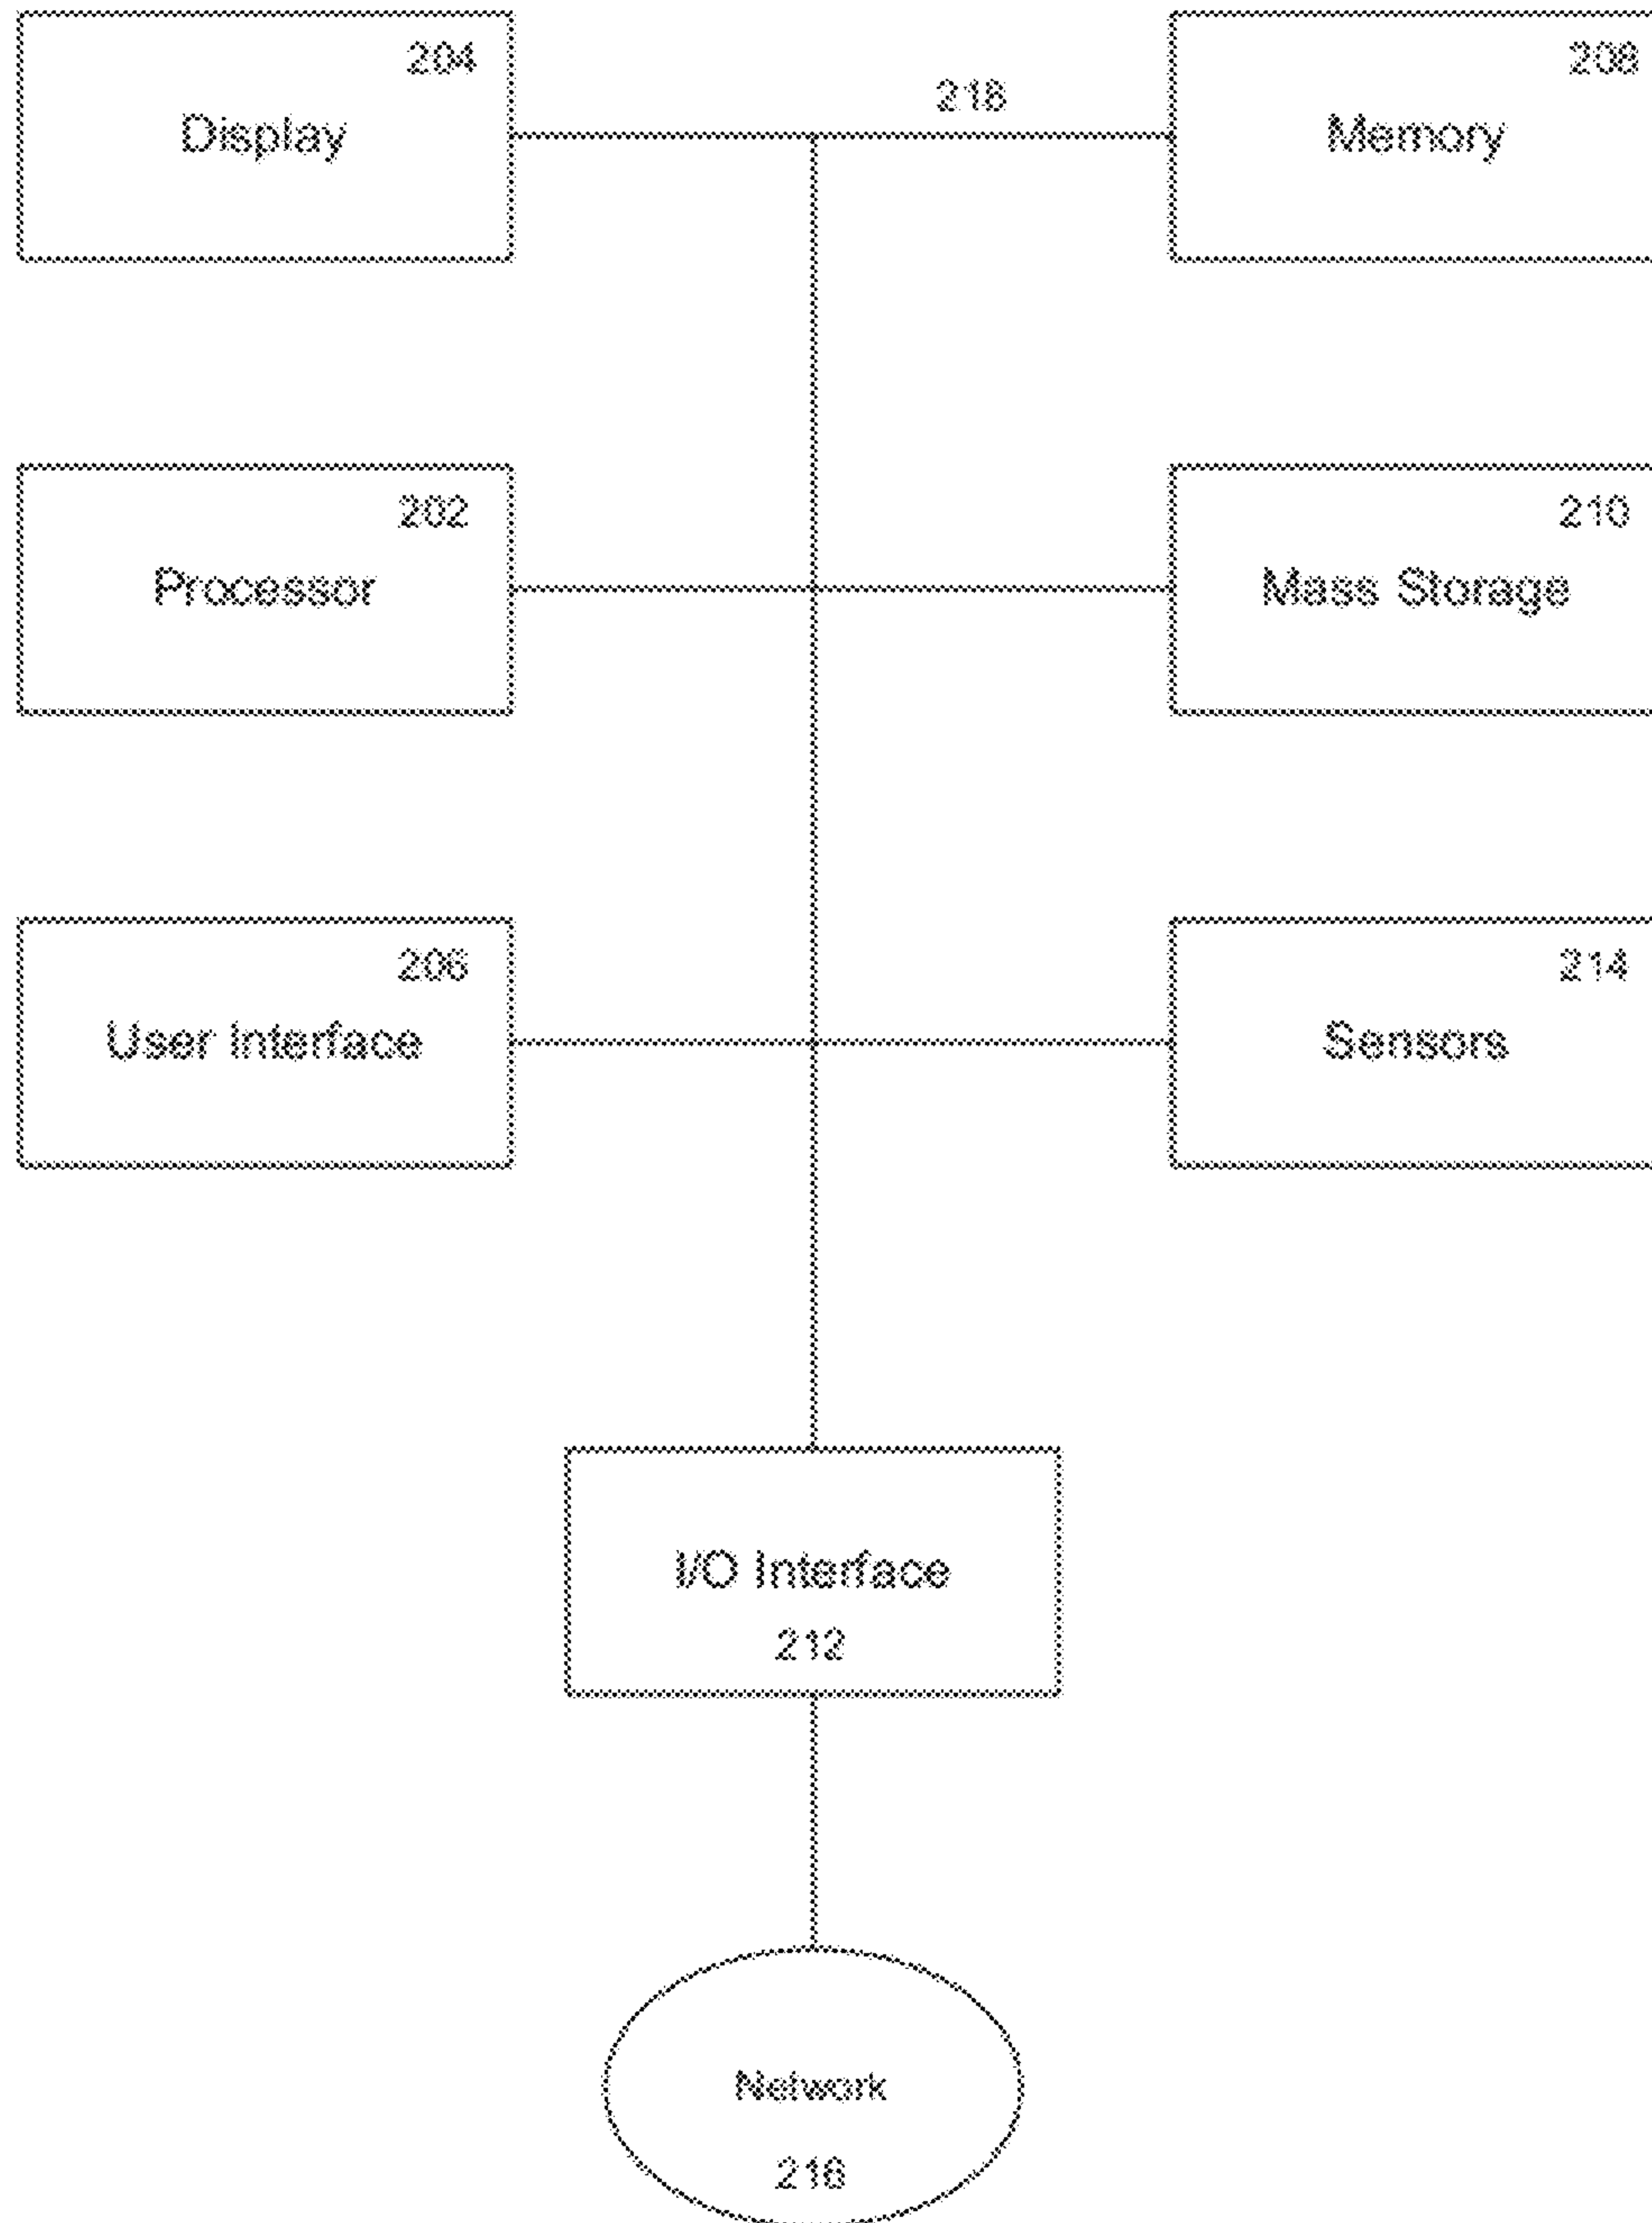 204
Display
218
208
Memory
202
Processor
210
Mass Storage
206
User Interface
214
Sensors
I/O Interface
212
Network
216